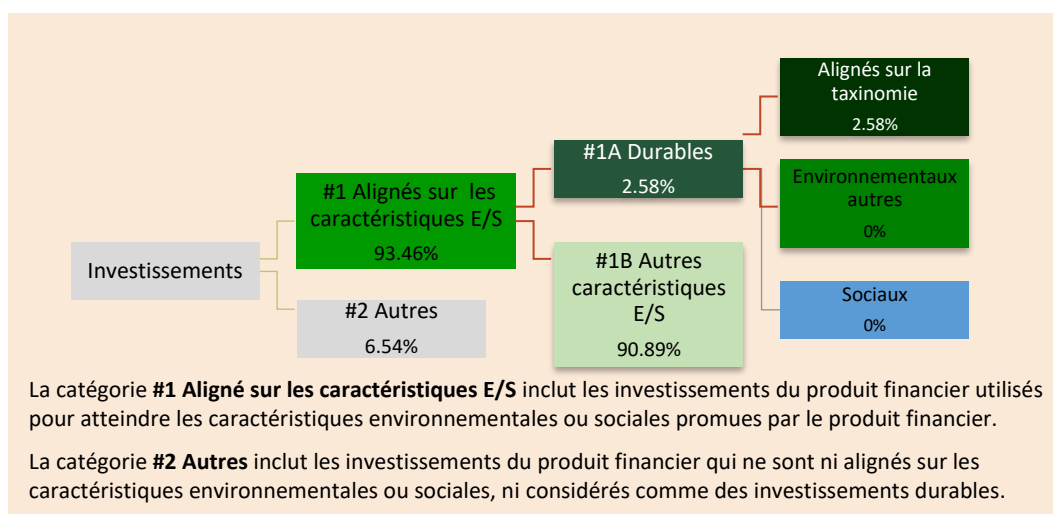 Alignés sur la
taxinomie
2.58%
#1A Durables
2.58%
Environnementaux
autres
0%
#1 Alignés sur les
caractéristiques E/S
93.46%
Investissements
#1B Autres
caractéristiques
E/S
90.89%
Sociaux
0%
#2 Autres
6.54%
La catégorie #1 Aligné sur les caractéristiques E/S inclut les investissements du produit financier utilisés
pour atteindre les caractéristiques environnementales ou sociales promues par le produit financier.
La catégorie #2 Autres inclut les investissements du produit financier qui ne sont ni alignés sur les
caractéristiques environnementales ou sociales, ni considérés comme des investissements durables.